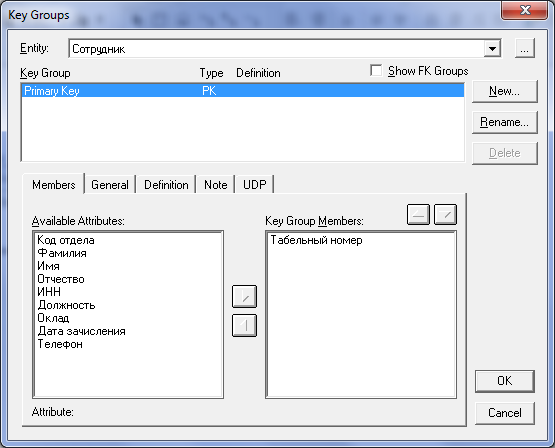 Key Groups
Entity: Сотрудник ...
Key Group Type Definition Show FK Groups
Primary Key PK
New...
Rename...
Delete
Members General Definition Note UDP
Available Attributes: Key Group Members:
Код отдела Табельный номер
Фамилия
Имя
Отчество
ИНН
Должность
Оклад
Дата зачисления
Телефон
Attribute:
OK
Cancel